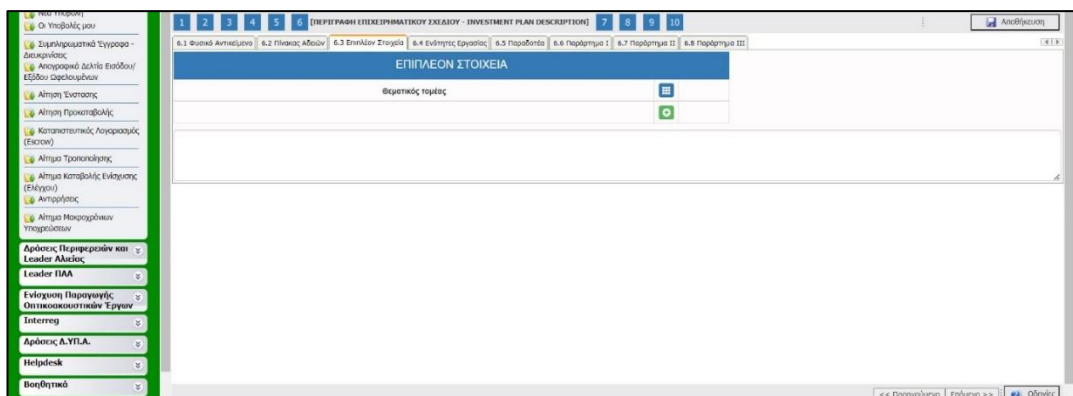 Νέα Υποβολή
Οι Υποβολές μου
Συμπληρωματικά Έγγραφα -
Διευκρινίσεις
Απογραφικά Δελτία Εισόδου/
Εξόδου Ωφελουμένων
Αίτηση Ένστασης
Αίτηση Προκαταβολής
Καταπιστευτικός Λογαριασμός
(Escrow)
Αίτημα Τροποποίησης
Αίτημα Καταβολής Ενίσχυσης
(Ελέγχου)
Αντιρρήσεις
Αίτημα Μακροχρόνιων
Υποχρεώσεων
Δράσεις Περιφερειών και
Leader Αλιείας
Leader ΠΑΑ
Ενίσχυση Παραγωγής
Οπτικοακουστικών Έργων
Interreg
Δράσεις Δ.ΥΠ.Α.
Helpdesk
Βοηθητικά
1 2 3 4 5 6 [ΠΕΡΙΓΡΑΦΗ ΕΠΙΧΕΙΡΗΜΑΤΙΚΟΥ ΣΧΕΔΙΟΥ - INVESTMENT PLAN DESCRIPTION] 7 8 9 10
Αποθήκευση
6.1 Φυσικό Αντικείμενο 6.2 Πίνακας Αδειών 6.3 Επιπλέον Στοιχεία 6.4 Ενότητες Εργασίας 6.5 Παραδοτέα 6.6 Παράρτημα I 6.7 Παράρτημα II 6.8 Παράρτημα III
ΕΠΙΠΛΕΟΝ ΣΤΟΙΧΕΙΑ
Θεματικός τομέας
<< Προηγούμενο Επόμενο >> Οδηγίες